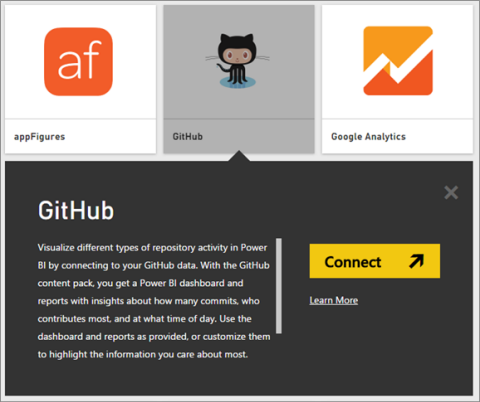 af
appFigures
GitHub
Google Analytics
GitHub
Visualize different types of repository activity in Power
BI by connecting to your GitHub data. With the GitHub
content pack, you get a Power BI dashboard and
reports with insights about how many commits, who
contributes most, and at what time of day. Use the
dashboard and reports as provided, or customize them
to highlight the information you care about most.
Connect
Learn More